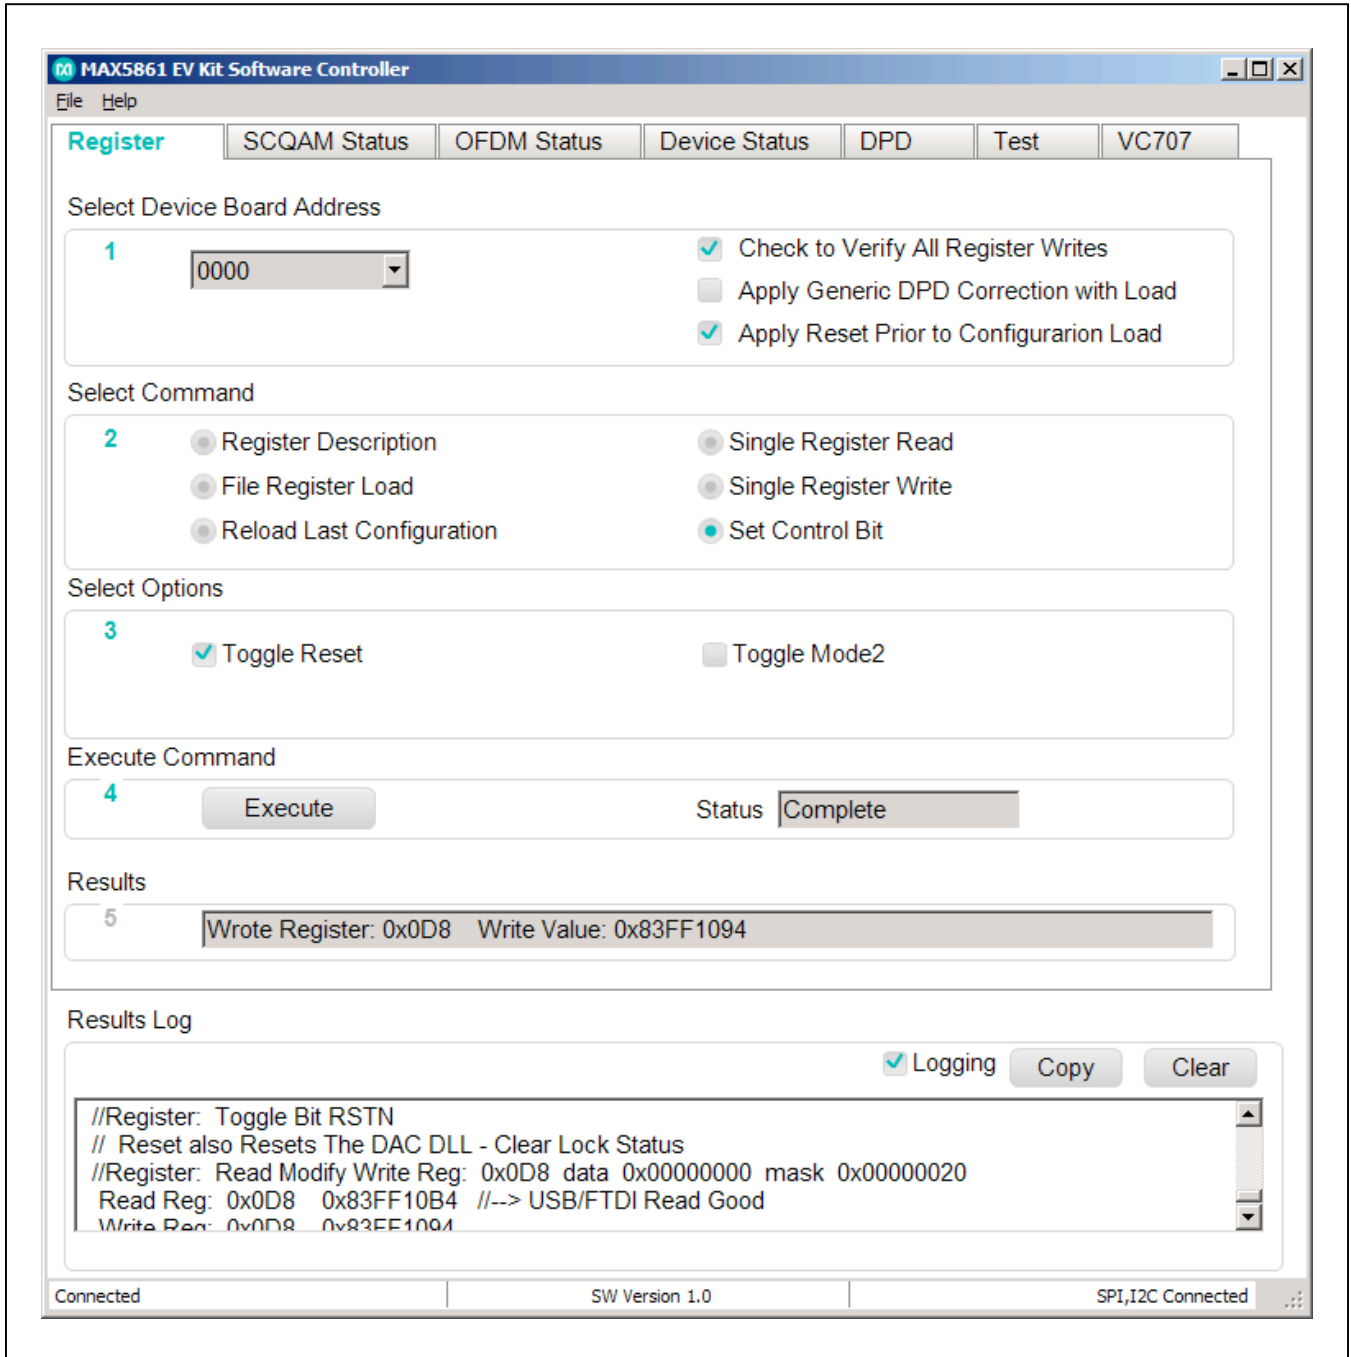 MAX5861 EV Kit Software Controller
File Help
Register SCQAM Status OFDM Status Device Status DPD Test VC707
Select Device Board Address
1
0000
Check to Verify All Register Writes
Apply Generic DPD Correction with Load
Apply Reset Prior to Configurarion Load
Select Command
2
Register Description Single Register Read
File Register Load Single Register Write
Reload Last Configuration Set Control Bit
Select Options
3
Toggle Reset Toggle Mode2
Execute Command
4
Execute Status Complete
Results
5
Wrote Register: 0x0D8 Write Value: 0x83FF1094
Results Log
Logging Copy Clear
//Register: Toggle Bit RSTN
// Reset also Resets The DAC DLL - Clear Lock Status
//Register: Read Modify Write Reg: 0x0D8 data 0x00000000 mask 0x00000020
Read Reg: 0x0D8 0x83FF10B4 //--> USB/FTDI Read Good
Write Reg: 0x0D8 0x83FF1094
Connected SW Version 1.0 SPI,I2C Connected